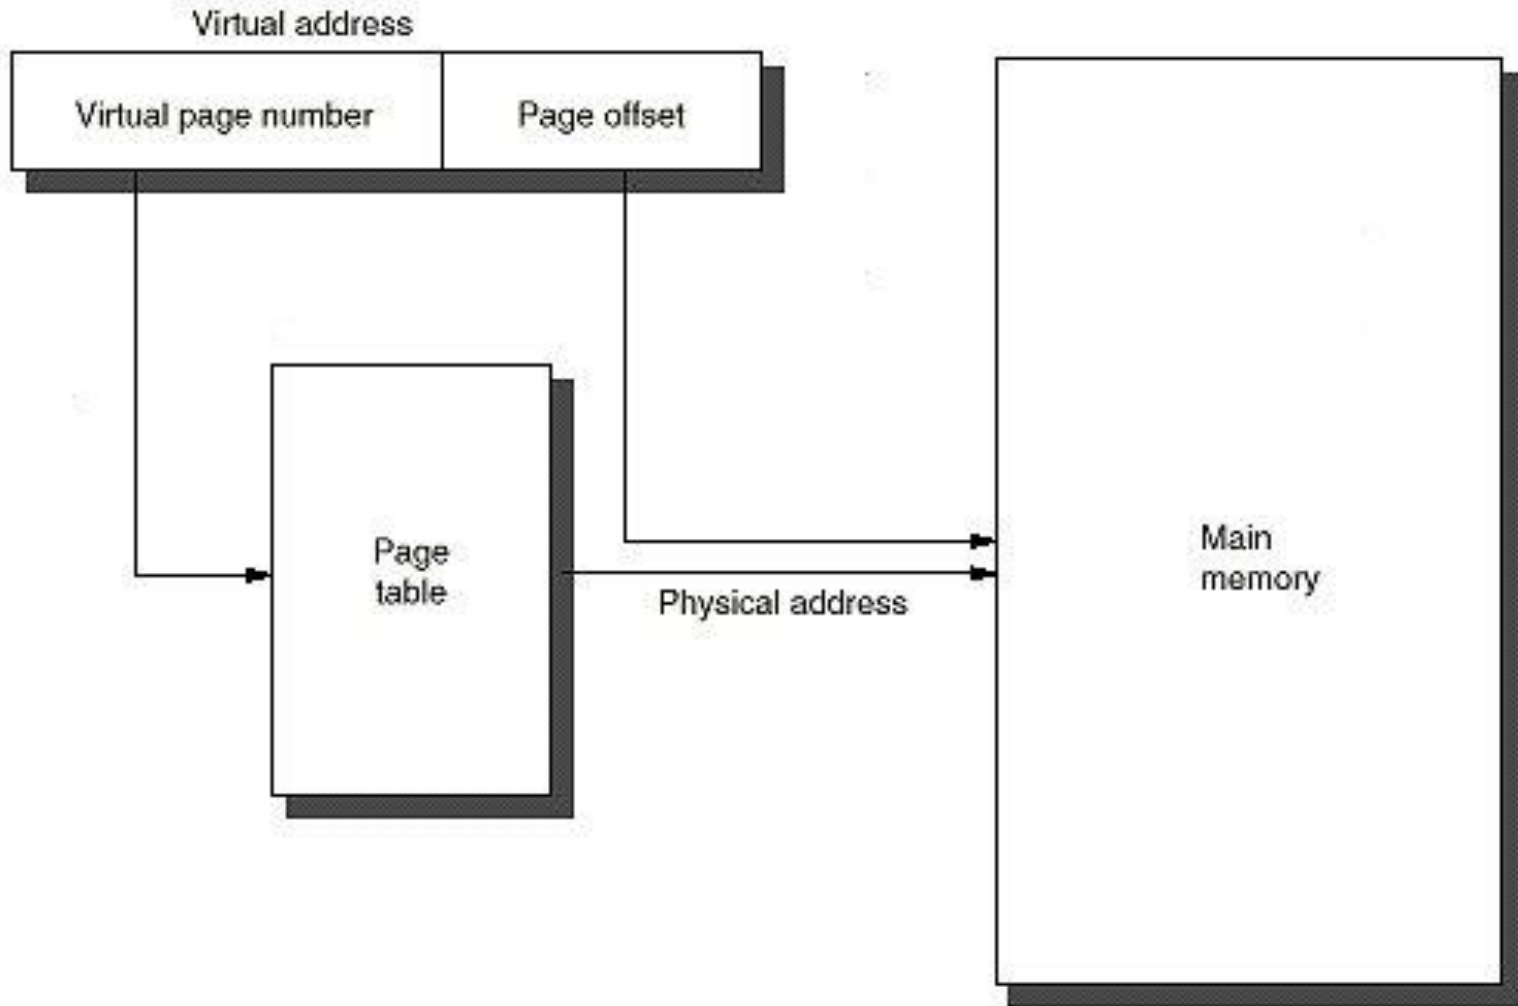 Virtual address
Virtual page number
Page offset
Page
table
Physical address
Main
memory